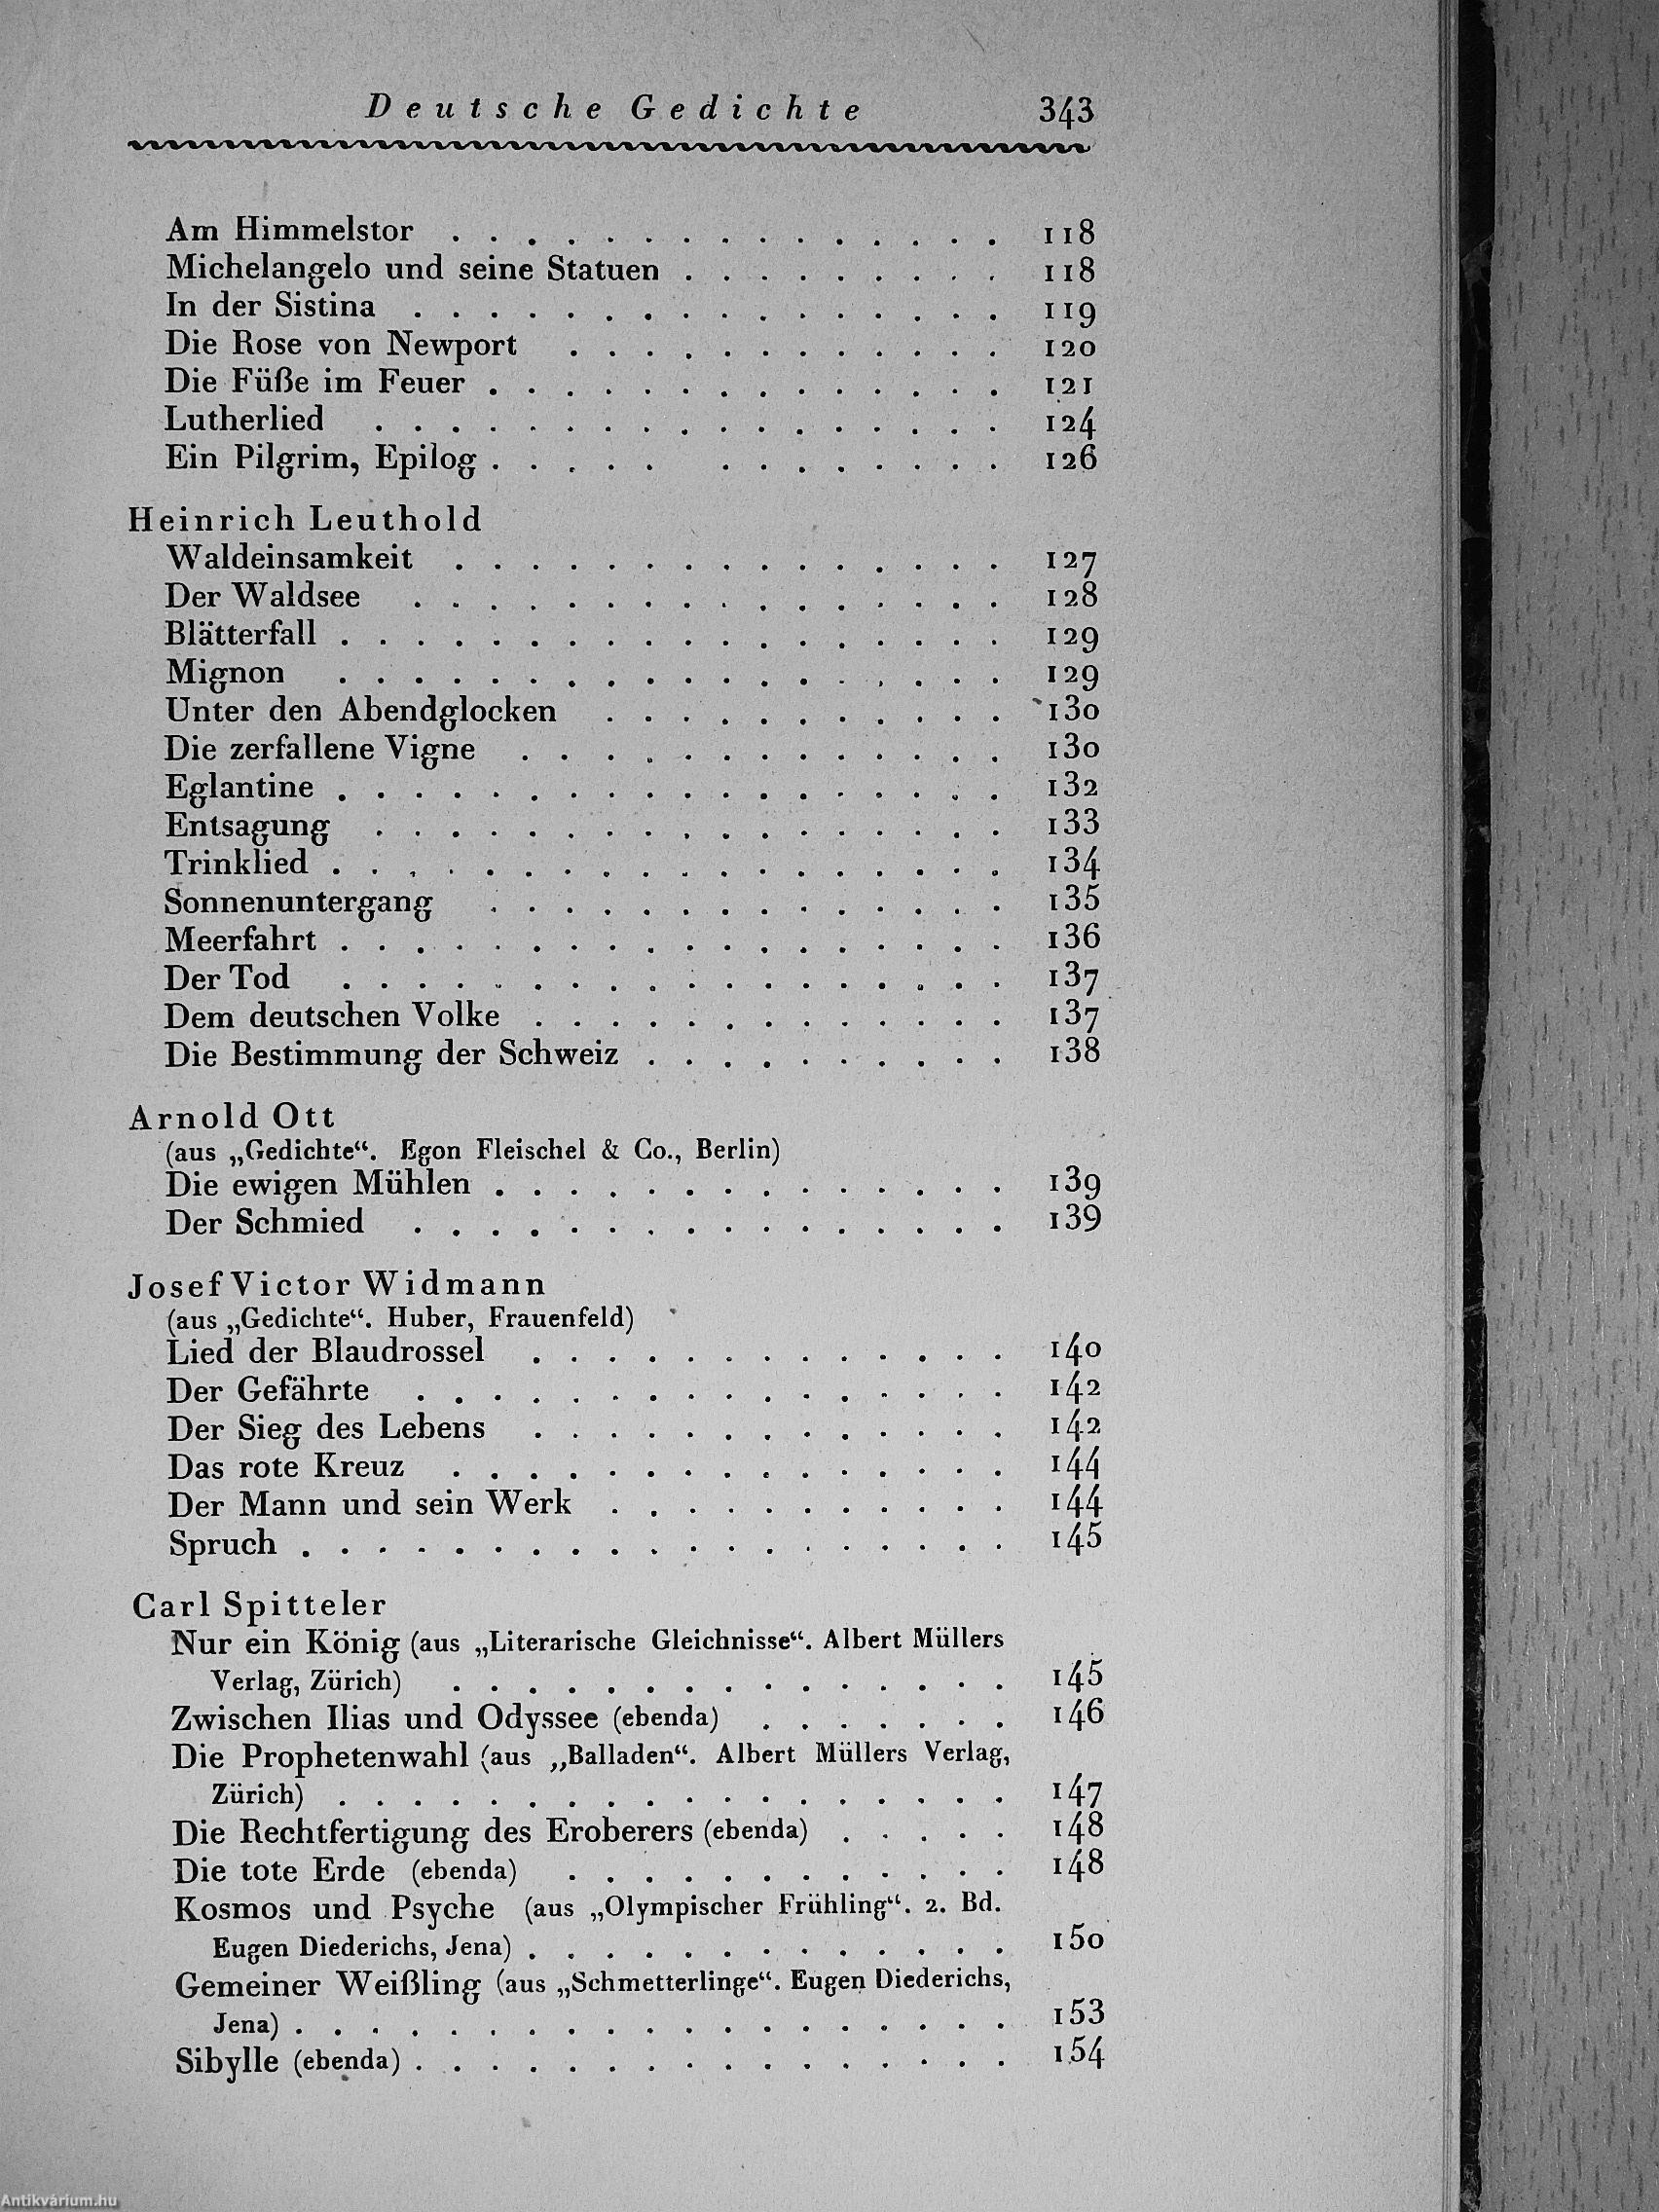 Deutsche Gedichte 343
Am Himmelstor . . . . . . . . . . . . . . . 118
Michelangelo und seine Statuen . . . . . . . . . 118
In der Sistina . . . . . . . . . . . . . . . . 119
Die Rose von Newport . . . . . . . . . . . . 120
Die Füße im Feuer . . . . . . . . . . . . . . 121
Lutherlied . . . . . . . . . . . . . . . . . 124
Ein Pilgrim, Epilog . . . . . . . . . . . . . 126
Heinrich Leuthold
Waldeinsamkeit . . . . . . . . . . . . . . . 127
Der Waldsee . . . . . . . . . . . . . . . . 128
Blätterfall . . . . . . . . . . . . . . . . . . 129
Mignon . . . . . . . . . . . . . . . . . . 129
Unter den Abendglocken . . . . . . . . . . . 130
Die zerfallene Vigne . . . . . . . . . . . . . 130
Eglantine . . . . . . . . . . . . . . . . . . 132
Entsagung . . . . . . . . . . . . . . . . . 133
Trinklied . . . . . . . . . . . . . . . . . . 134
Sonnenuntergang . . . . . . . . . . . . . . 135
Meerfahrt . . . . . . . . . . . . . . . . . . 136
Der Tod . . . . . . . . . . . . . . . . . . 137
Dem deutschen Volke . . . . . . . . . . . . . 137
Die Bestimmung der Schweiz . . . . . . . . . . 138
Arnold Ott
(aus „Gedichte“. Egon Fleischel & Co., Berlin)
Die ewigen Mühlen . . . . . . . . . . . . . . 139
Der Schmied . . . . . . . . . . . . . . . . 139
Josef Victor Widmann
(aus „Gedichte“. Huber, Frauenfeld)
Lied der Blaudrossel . . . . . . . . . . . . . 140
Der Gefährte . . . . . . . . . . . . . . . . 142
Der Sieg des Lebens . . . . . . . . . . . . . 142
Das rote Kreuz . . . . . . . . . . . . . . . 144
Der Mann und sein Werk . . . . . . . . . . . 144
Spruch . . . . . . . . . . . . . . . . . . . 145
Carl Spitteler
Nur ein König (aus „Literarische Gleichnisse“. Albert Müllers
Verlag, Zürich) . . . . . . . . . . . . . . . 145
Zwischen Ilias und Odyssee (ebenda) . . . . . . . 146
Die Prophetenwahl (aus „Balladen“. Albert Müllers Verlag,
Zürich) . . . . . . . . . . . . . . . . . . 147
Die Rechtfertigung des Eroberers (ebenda) . . . . . 148
Die tote Erde (ebenda) . . . . . . . . . . . . 148
Kosmos und Psyche (aus „Olympischer Frühling“. 2. Bd.
Eugen Diederichs, Jena) . . . . . . . . . . . . . 150
Gemeiner Weißling (aus „Schmetterlinge“. Eugen Diederichs,
Jena) . . . . . . . . . . . . . . . . . . . 153
Sibylle (ebenda) . . . . . . . . . . . . . . . . 154
Antikvárium.hu